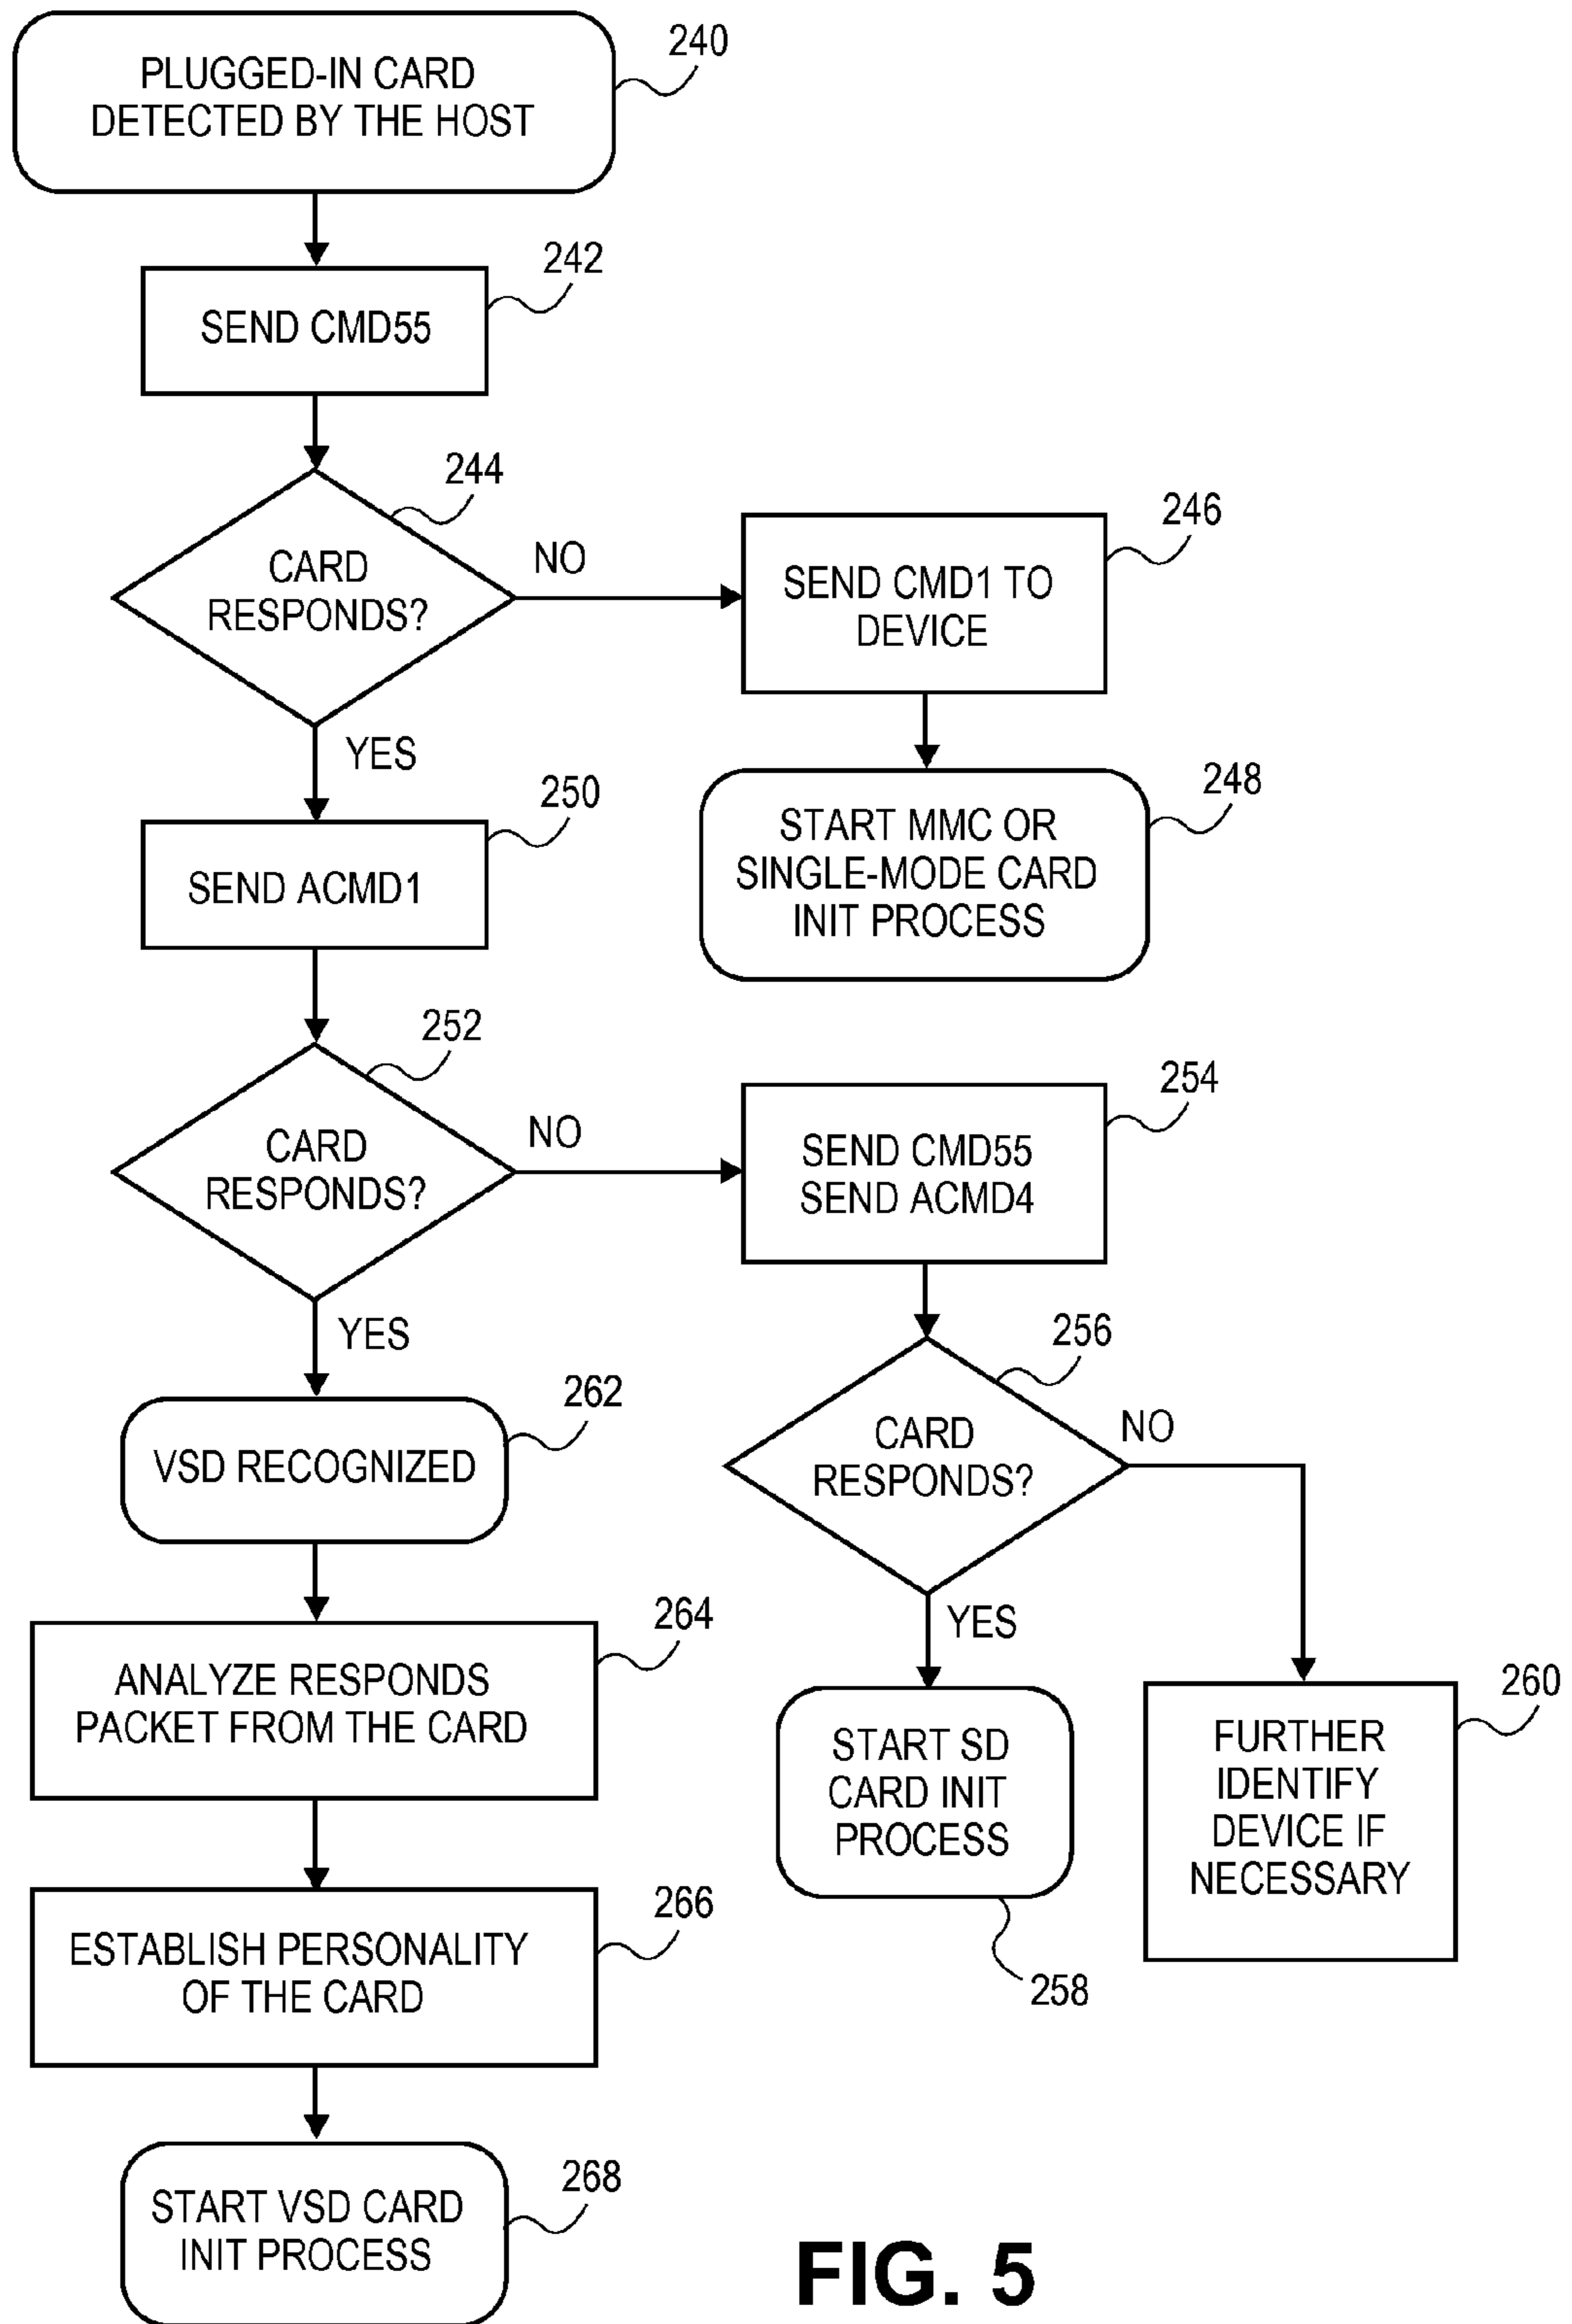 PLUGGED-IN CARD
DETECTED BY THE HOST
240
SEND CMD55
242
CARD
RESPONDS?
244
NO
SEND CMD1 TO
DEVICE
246
YES
START MMC OR
SINGLE-MODE CARD
INIT PROCESS
248
SEND ACMD1
250
CARD
RESPONDS?
252
NO
SEND CMD55
SEND ACMD4
254
YES
CARD
RESPONDS?
256
NO
YES
VSD RECOGNIZED
262
START SD
CARD INIT
PROCESS
258
FURTHER
IDENTIFY
DEVICE IF
NECESSARY
260
ANALYZE RESPONDS
PACKET FROM THE CARD
264
ESTABLISH PERSONALITY
OF THE CARD
266
START VSD CARD
INIT PROCESS
268
FIG. 5